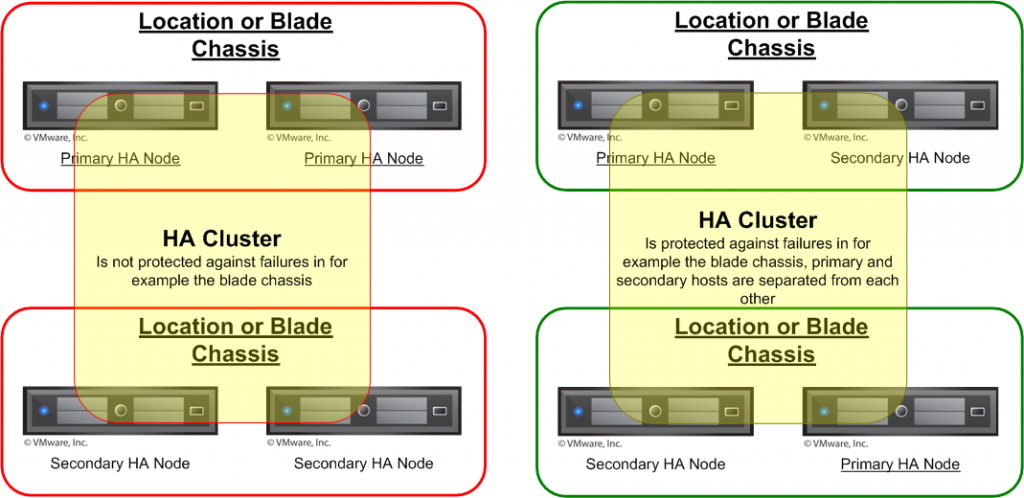 Location or Blade
Chassis
© VMware, Inc.
© VMware, Inc.
Primary HA Node
Primary HA Node
HA Cluster
Is not protected against failures in for
example the blade chassis
Location or Blade
Chassis
© VMware, Inc.
© VMware, Inc.
Secondary HA Node
Secondary HA Node
Location or Blade
Chassis
© VMware, Inc.
© VMware, Inc.
Primary HA Node
Secondary HA Node
HA Cluster
Is protected against failures in for
example the blade chassis, primary and
secondary hosts are separated from each
other
Location or Blade
Chassis
© VMware, Inc.
© VMware, Inc.
Secondary HA Node
Primary HA Node